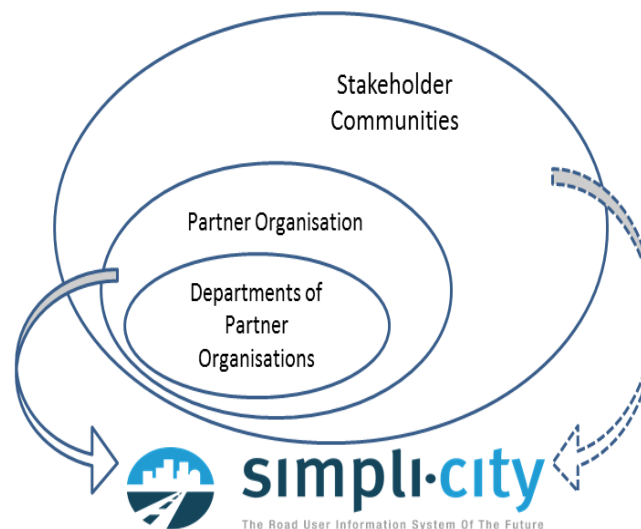 Stakeholder
Communities
Partner Organisation
Departments of
Partner
Organisations
simpli·city
The Road User Information System Of The Future